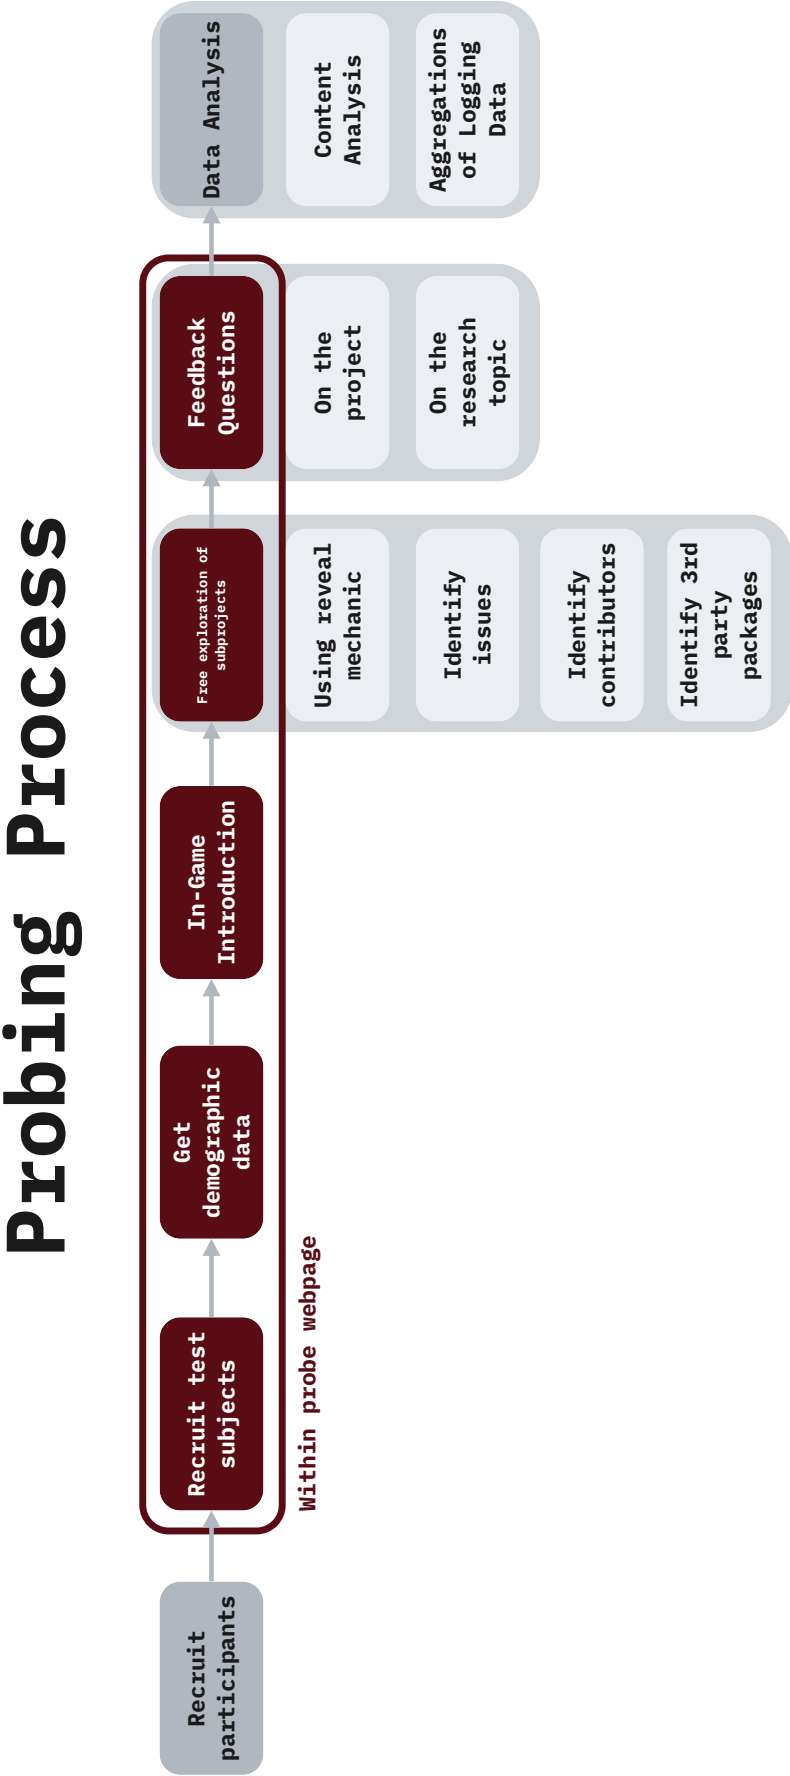 Probing Process
Recruit
participants
Recruit test
subjects
Get
demographic
data
In-Game
Introduction
Free exploration of
subprojects
Feedback
Questions
Data Analysis
Within probe webpage
Using reveal
mechanic
Identify
issues
Identify
contributors
Identify 3rd
party
packages
On the
project
On the
research
topic
Content
Analysis
Aggregations
of Logging
Data